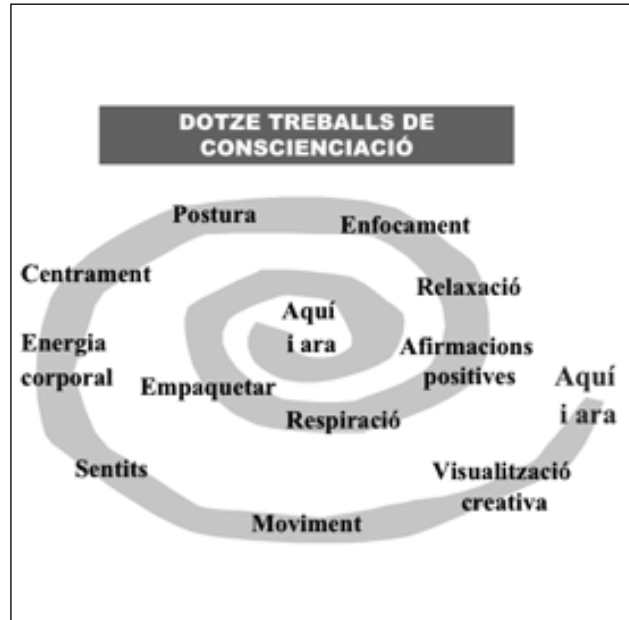 DOTZE TREBALLS DE
CONSCIENCIACIÓ
Postura
Enfocament
Centrament
Relaxació
Aquí
i ara
Energia
corporal
Afirmacions
positives
Aquí
i ara
Empaquetar
Respiració
Sentits
Visualització
creativa
Moviment